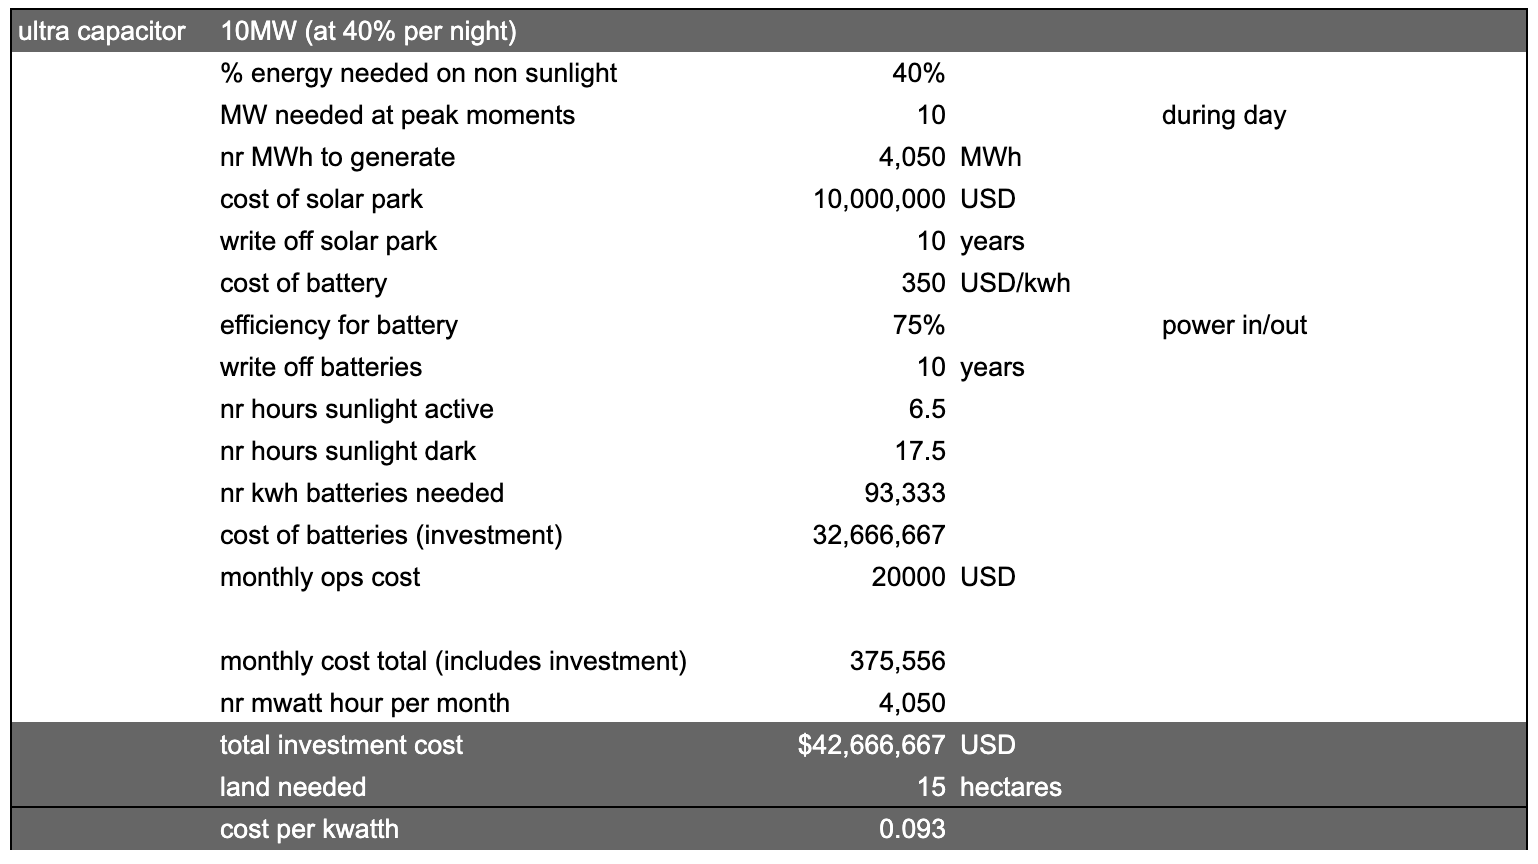 ultra capacitor 10MW (at 40% per night)
% energy needed on non sunlight 40%
MW needed at peak moments 10 during day
nr MWh to generate 4,050 MWh
cost of solar park 10,000,000 USD
write off solar park 10 years
cost of battery 350 USD/kwh
efficiency for battery 75% power in/out
write off batteries 10 years
nr hours sunlight active 6.5
nr hours sunlight dark 17.5
nr kwh batteries needed 93,333
cost of batteries (investment) 32,666,667
monthly ops cost 20000 USD
monthly cost total (includes investment) 375,556
nr mwatt hour per month 4,050
total investment cost $42,666,667 USD
land needed 15 hectares
cost per kwatth 0.093